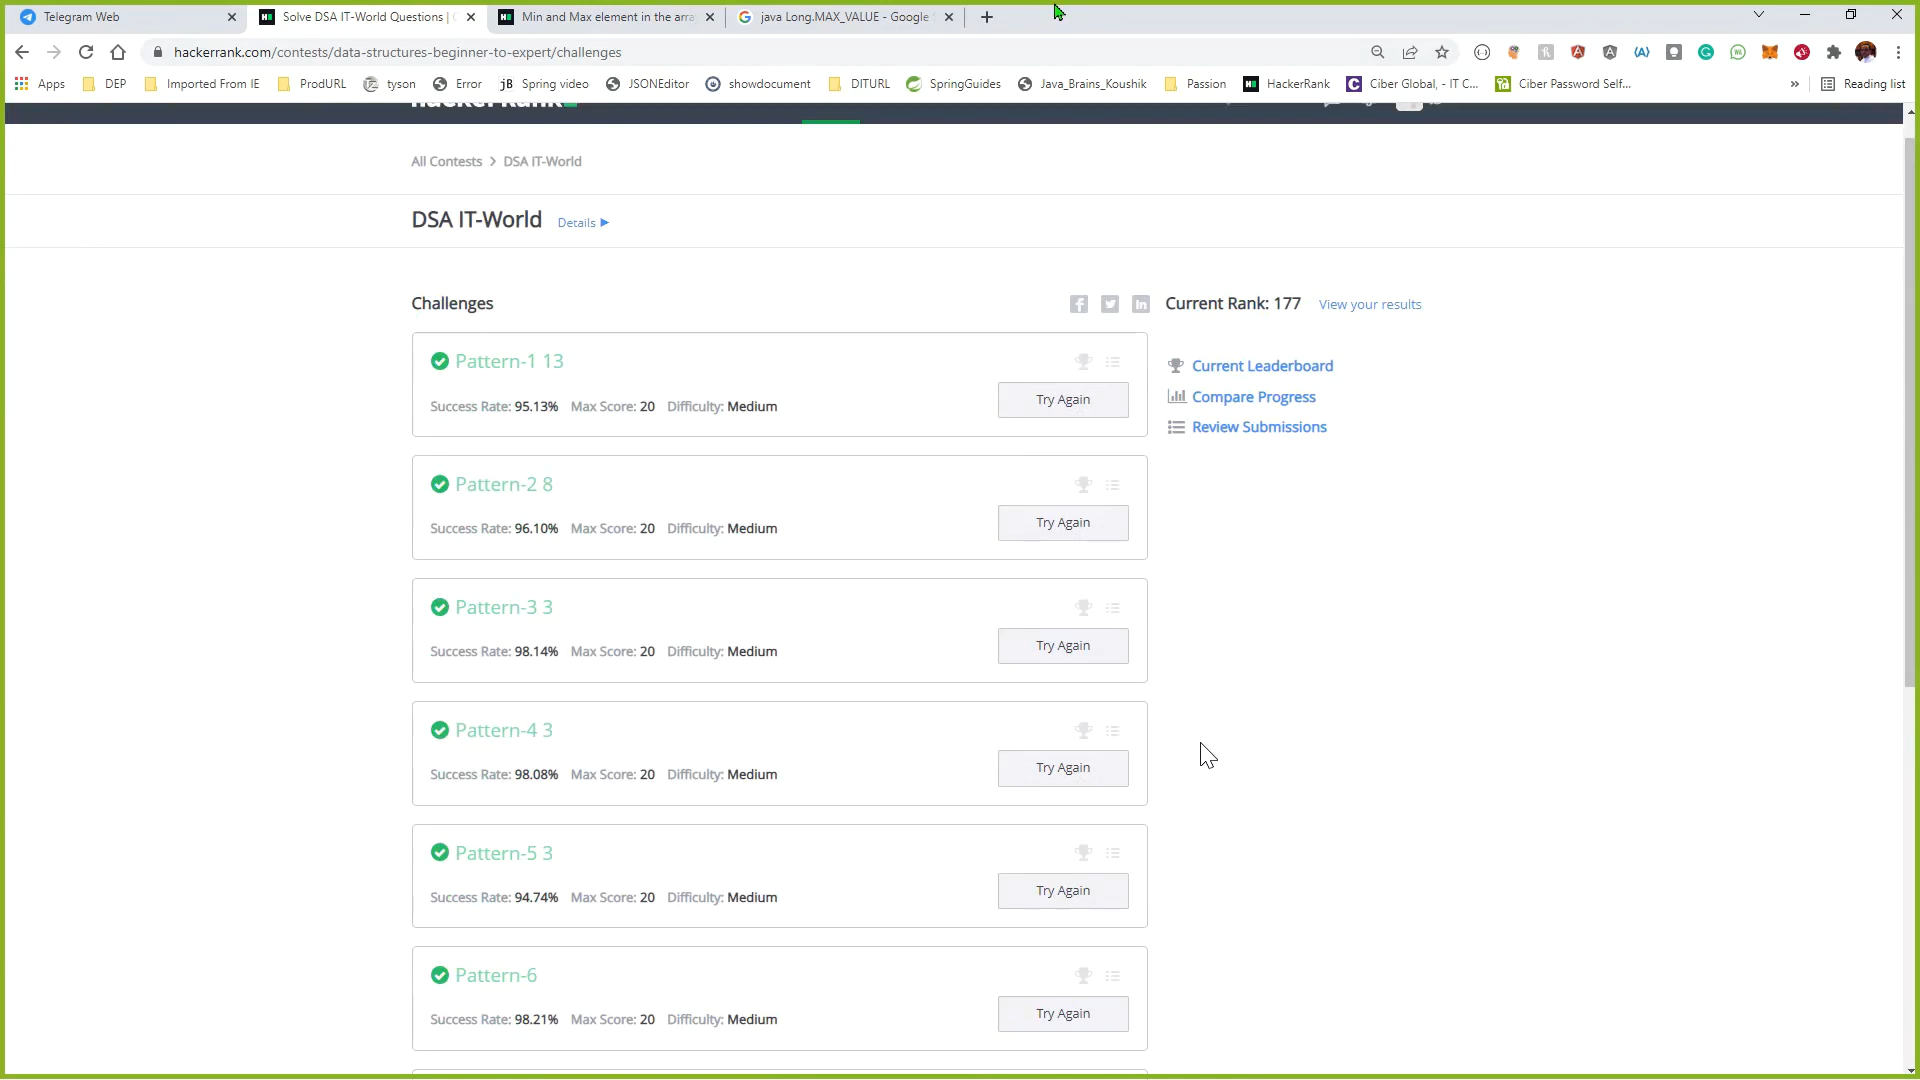 Telegram Web
Solve DSA IT-World Questions |
Min and Max element in the arra
java Long.MAX_VALUE - Google
hackerrank.com/contests/data-structures-beginner-to-expert/challenges
Apps
DEP
Imported From IE
ProdURL
tyson
Error
jB Spring video
JSONEditor
showdocument
DITURL
SpringGuides
Java_Brains_Koushik
Passion
HackerRank
Ciber Global, - IT C...
Ciber Password Self...
»
Reading list
All Contests > DSA IT-World
DSA IT-World Details
Challenges
Current Rank: 177 View your results
Pattern-1 13
Success Rate: 95.13% Max Score: 20 Difficulty: Medium
Try Again
Current Leaderboard
Compare Progress
Review Submissions
Pattern-2 8
Success Rate: 96.10% Max Score: 20 Difficulty: Medium
Try Again
Pattern-3 3
Success Rate: 98.14% Max Score: 20 Difficulty: Medium
Try Again
Pattern-4 3
Success Rate: 98.08% Max Score: 20 Difficulty: Medium
Try Again
Pattern-5 3
Success Rate: 94.74% Max Score: 20 Difficulty: Medium
Try Again
Pattern-6
Success Rate: 98.21% Max Score: 20 Difficulty: Medium
Try Again